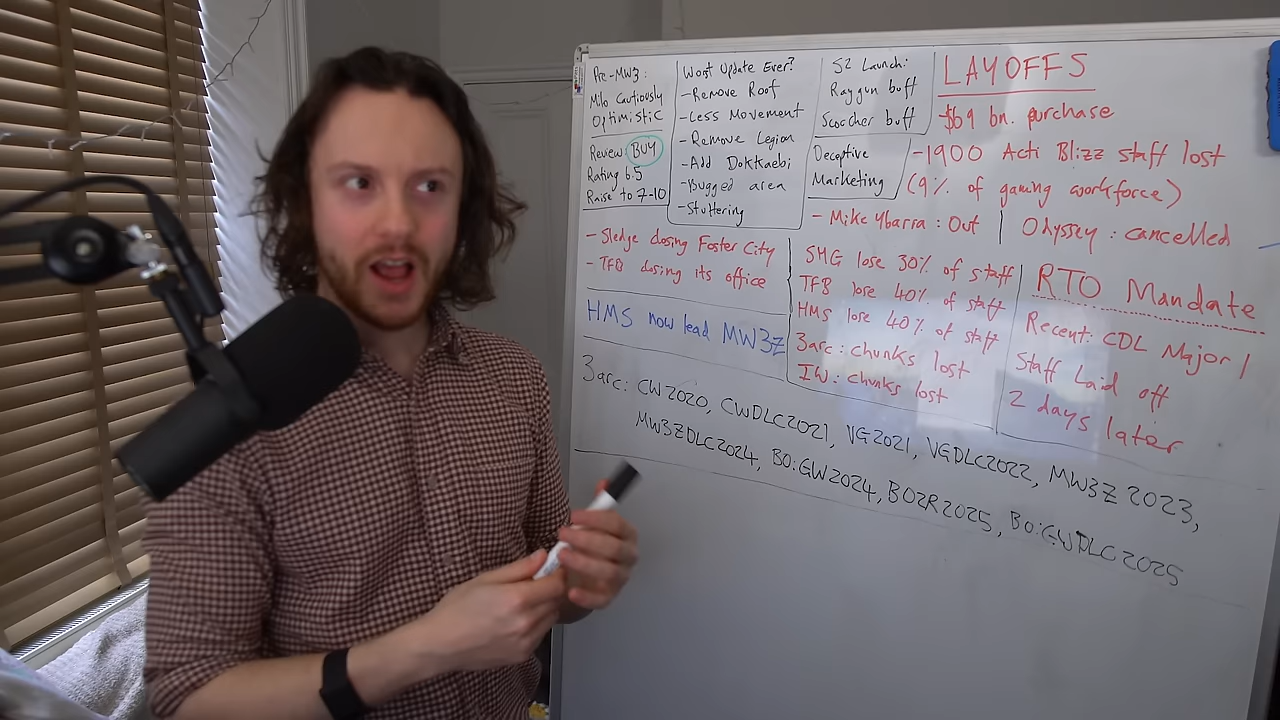 Pre-MW3:
Milo Cautiously
Optimistic
Review: BUY
Rating 6.5
Raise to 7-10
Worst Update Ever?
-Remove Roof
-Less Movement
-Remove Legion
-Add Dokkaebi
-Bugged area
-Stuttering
S2 Launch:
Raygun buff
Scorcher buff
Deceptive
Marketing
LAYOFFS
-$69 bn. purchase
-1900 Acti Blizz staff lost
(9% of gaming workforce)
- Mike Ybarra: Out | Odyssey: cancelled
- Sledge closing Foster City
- TFB closing its office
HMS now lead MW3Z
SHG lose 30% of staff
TFB lose 40% of staff
HMS lose 40% of staff
3arc: chunks lost
IW: chunks lost
RTO Mandate
Recent: CDL Major 1
Staff laid off
2 days later
3arc: CW2020, CWDLC2021, VG2021, VGDLC2022, MW3Z 2023,
MW3ZDLC2024, BO:GW2024, BO2R2025, BO:GWDLC2025